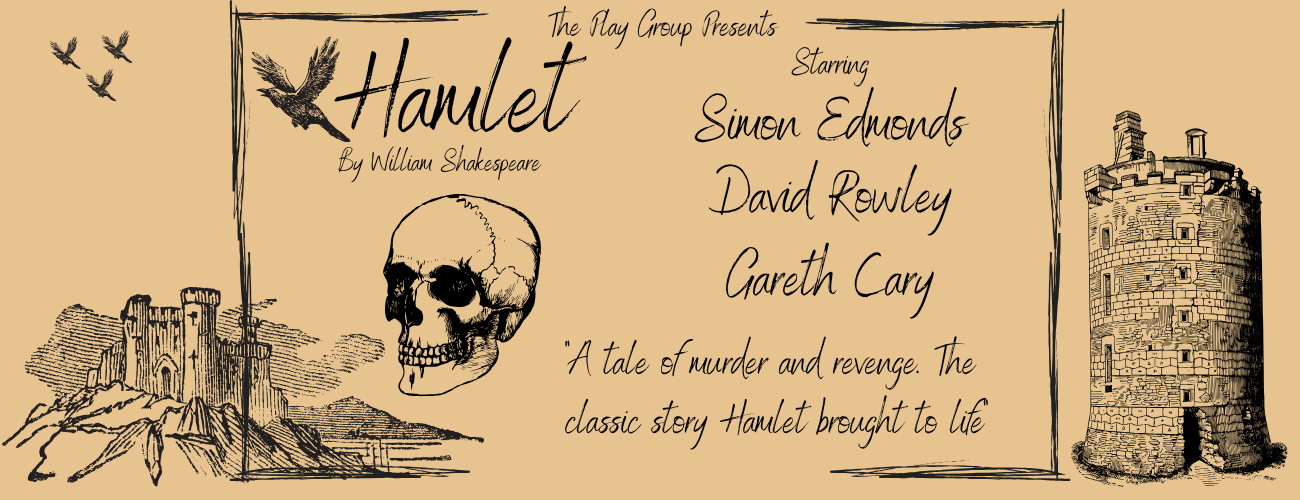 The Play Group Presents
Hamlet
By William Shakespeare
Starring
Simon Edmonds
David Rowley
Gareth Cary
"A tale of murder and revenge. The
classic story Hamlet brought to life"